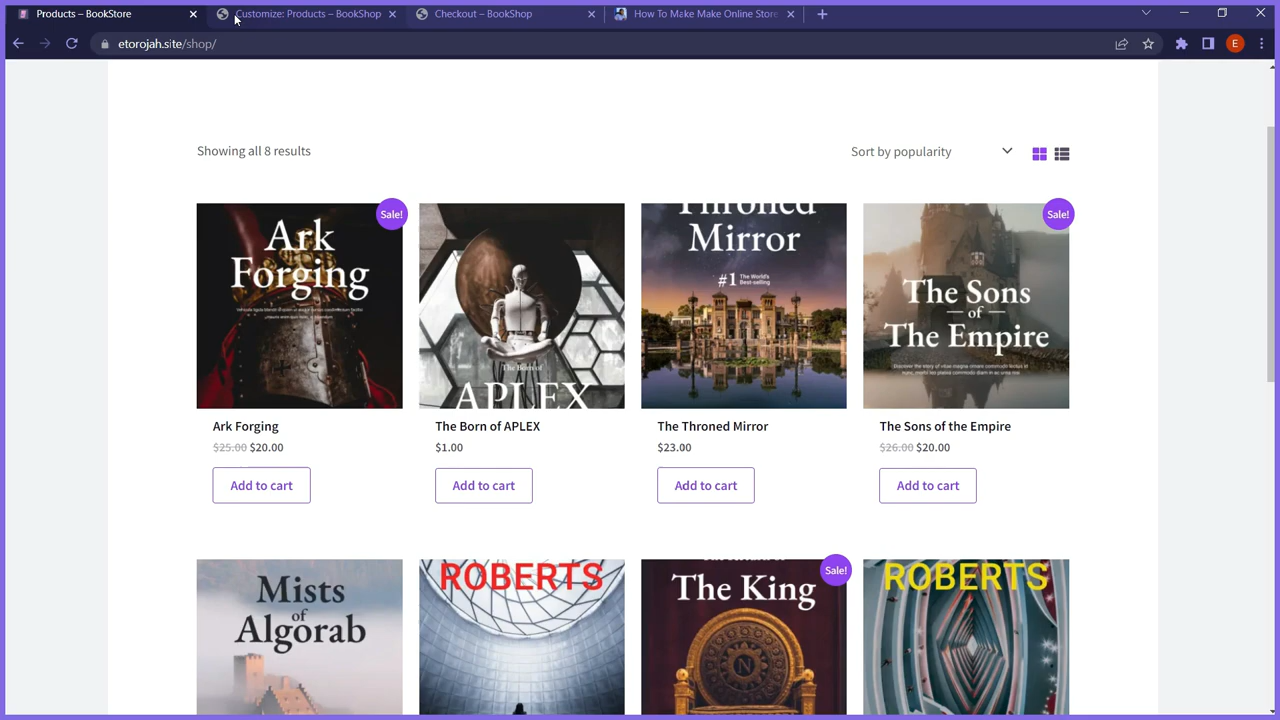 Products – BookStore
Customize: Products – BookShop
Checkout – BookShop
How To Make Make Online Store
etorojah.site/shop/
E
Showing all 8 results
Sort by popularity
Sale!
Ark
Forging
Throned
Mirror
#1 The World's
Best-selling
Sale!
The Sons
of
The Empire
The Born of
APLEX
Ark Forging
$25.00 $20.00
Add to cart
The Born of APLEX
$1.00
Add to cart
The Throned Mirror
$23.00
Add to cart
The Sons of the Empire
$26.00 $20.00
Add to cart
Mists
of
Algorab
ROBERTS
Sale!
The King
N
ROBERTS